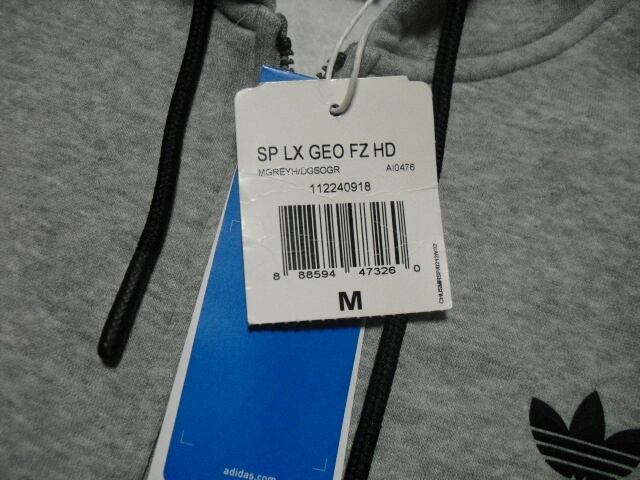 SP LX GEO FZ HD
MGREYH/DGSOGR AI0476
112240918
8 88594 47326 0
M
adidas.com